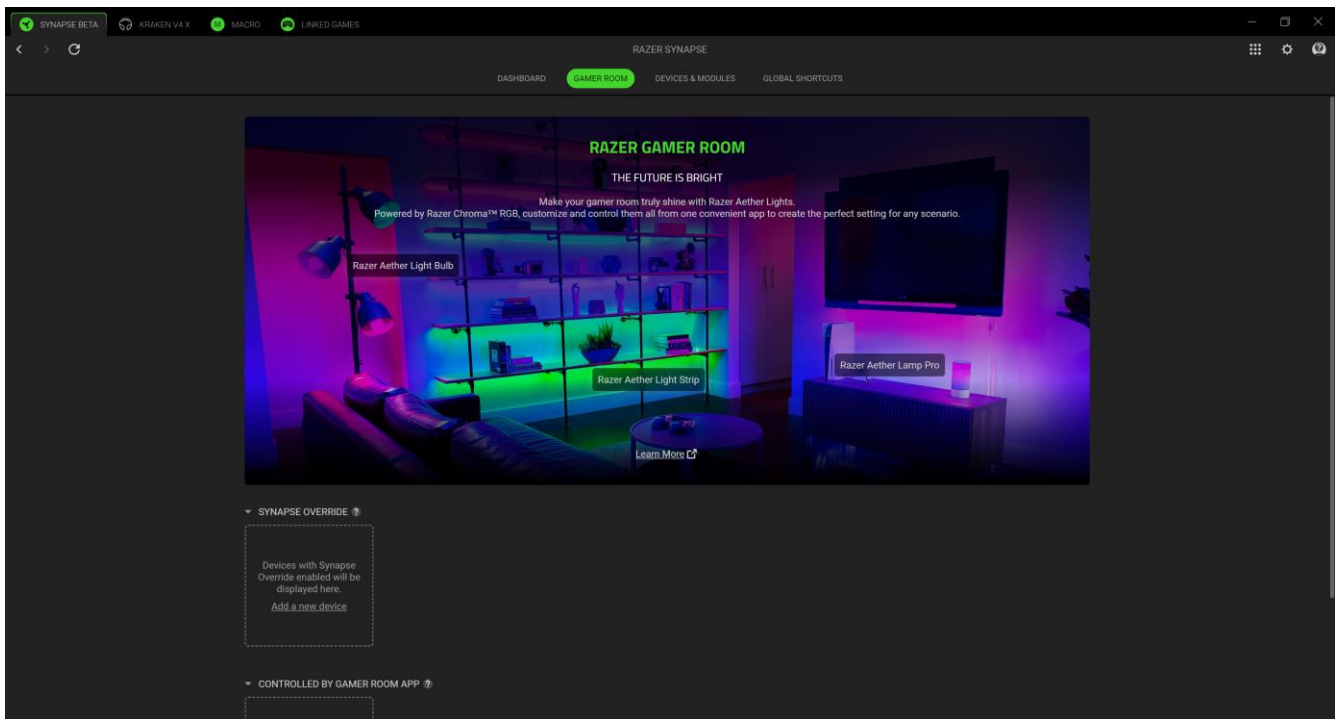 SYNAPSE BETA
KRAKEN V4 X
M
MACRO
LINKED GAMES
RAZER SYNAPSE
DASHBOARD
GAMER ROOM
DEVICES & MODULES
GLOBAL SHORTCUTS
RAZER GAMER ROOM
THE FUTURE IS BRIGHT
Make your gamer room truly shine with Razer Aether Lights.
Powered by Razer Chroma™ RGB, customize and control them all from one convenient app to create the perfect setting for any scenario.
Razer Aether Light Bulb
Razer Aether Lamp Pro
Razer Aether Light Strip
Learn More
SYNAPSE OVERRIDE ?
Devices with Synapse
Override enabled will be
displayed here.
Add a new device
CONTROLLED BY GAMER ROOM APP ?